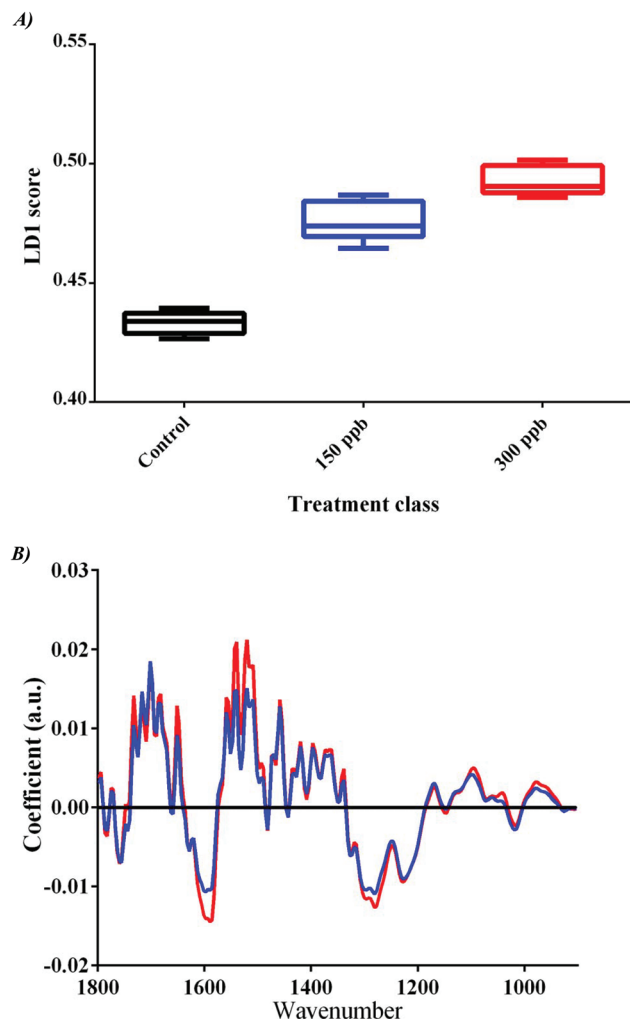 A)
0.55
0.50
0.45
0.40
LD1 score
Control
150 ppb
300 ppb
Treatment class
B)
0.03
0.02
0.01
0.00
-0.01
-0.02
Coefficient (a.u.)
1800 1600 1400 1200 1000
Wavenumber